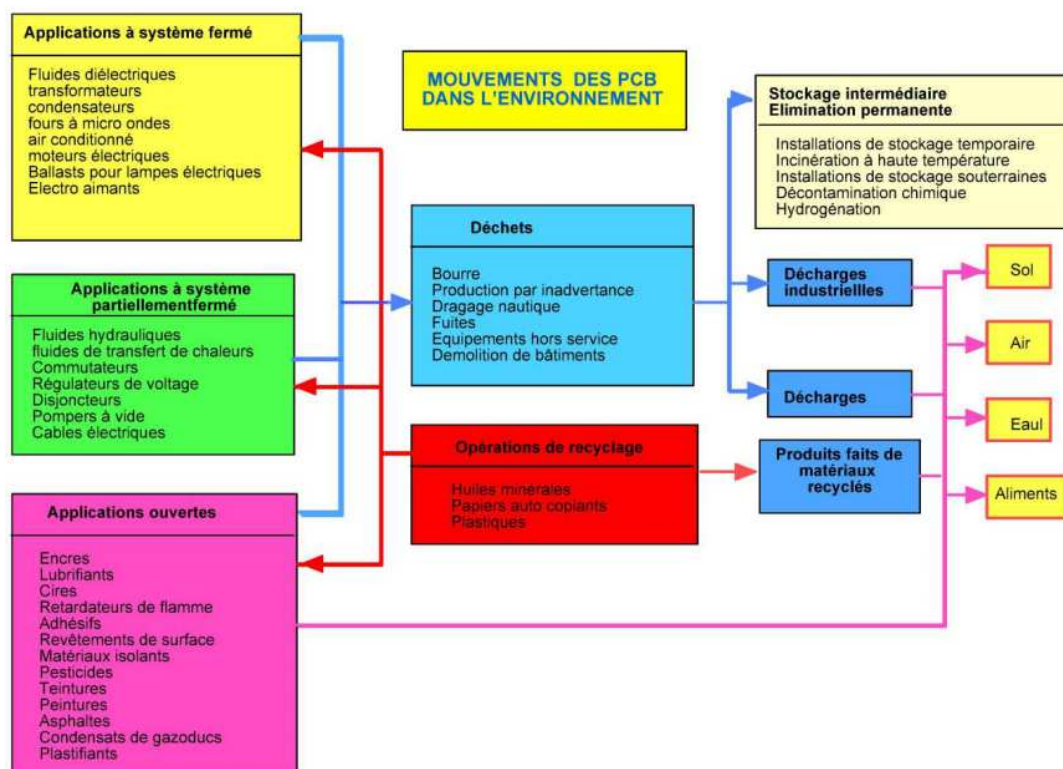 Applications à système fermé
Fluides diélectriques
transformateurs
condensateurs
fours à micro ondes
air conditionné
moteurs électriques
Ballasts pour lampes électriques
Electro aimants
Applications à système
partiellementfermé
Fluides hydrauliques
fluides de transfert de chaleurs
Commutateurs
Régulateurs de voltage
Disjoncteurs
Pompers à vide
Cables électriques
Applications ouvertes
Encres
Lubrifiants
Cires
Retardateurs de flamme
Adhésifs
Revêtements de surface
Matériaux isolants
Pesticides
Teintures
Peintures
Asphaltes
Condensats de gazoducs
Plastifiants
MOUVEMENTS DES PCB
DANS L'ENVIRONNEMENT
Déchets
Bourre
Production par inadvertance
Dragage nautique
Fuites
Equipements hors service
Demolition de bâtiments
Opérations de recyclage
Huiles minérales
Papiers auto copiants
Plastiques
Stockage intermédiaire
Elimination permanente
Installations de stockage temporaire
Incinération à haute température
Installations de stockage souterraines
Décontamination chimique
Hydrogénation
Décharges
industriellles
Décharges
Produits faits de
matériaux
recyclés
Sol
Air
Eaul
Aliments